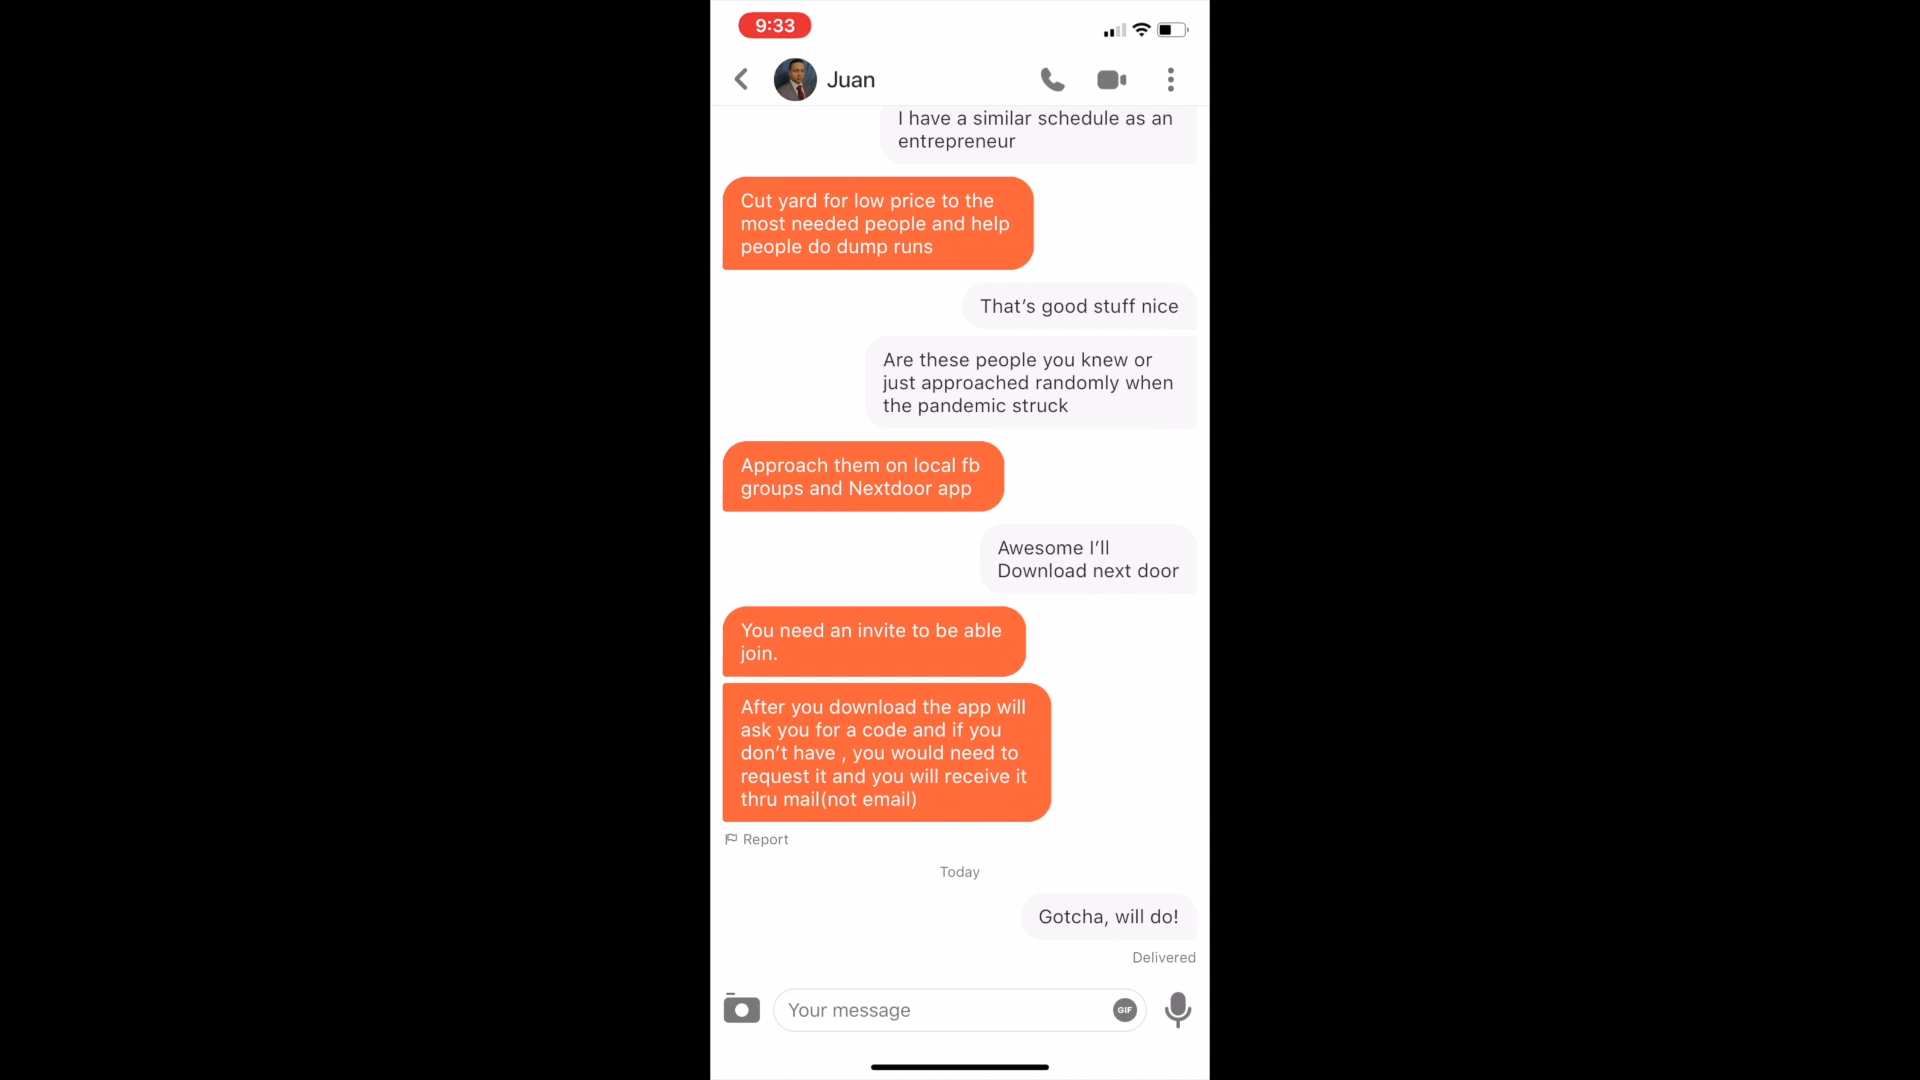 9:33
Juan
I have a similar schedule as an
entrepreneur
Cut yard for low price to the
most needed people and help
people do dump runs
That's good stuff nice
Are these people you knew or
just approached randomly when
the pandemic struck
Approach them on local fb
groups and Nextdoor app
Awesome I'll
Download next door
You need an invite to be able
join.
After you download the app will
ask you for a code and if you
don't have , you would need to
request it and you will receive it
thru mail(not email)
Report
Today
Gotcha, will do!
Delivered
Your message
GIF